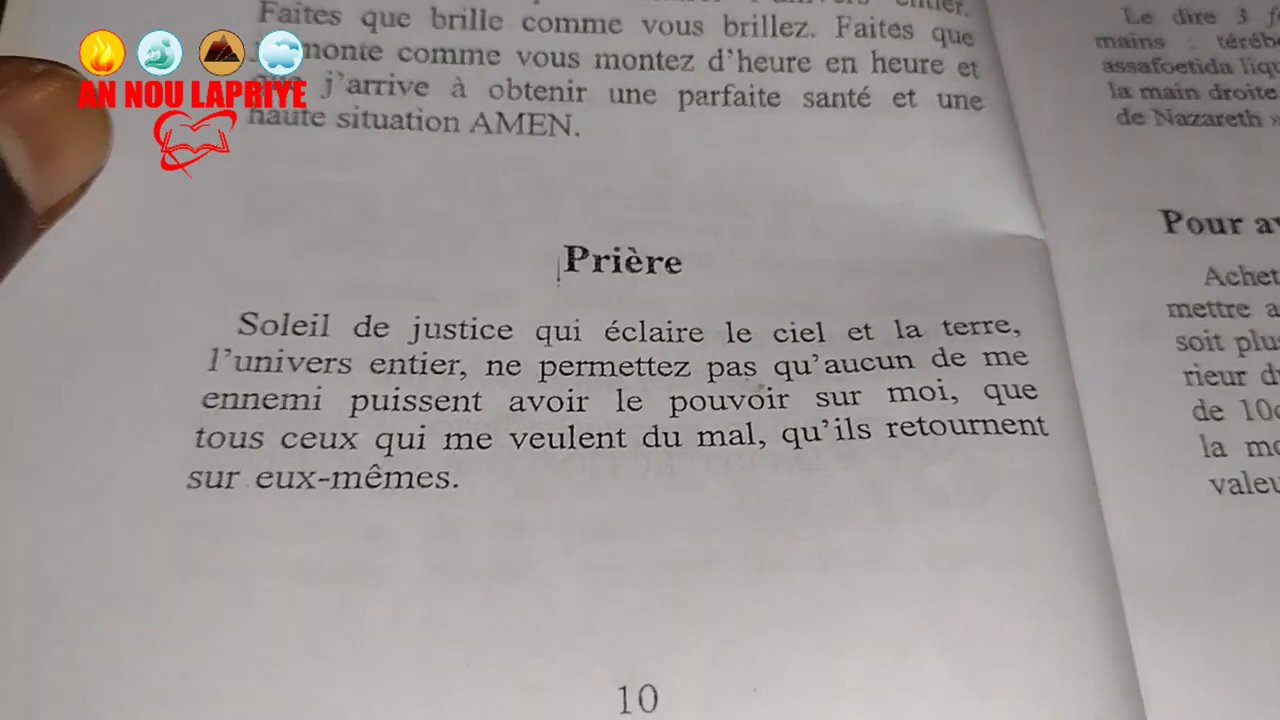 entier.
Faites que brille comme vous brillez. Faites que
monte comme vous montez d'heure en heure et
j'arrive à obtenir une parfaite santé et une
haute situation AMEN.
AN NOU LAPRIYE
Prière
Soleil de justice qui éclaire le ciel et la terre,
l'univers entier, ne permettez pas qu'aucun de me
ennemi puissent avoir le pouvoir sur moi, que
tous ceux qui me veulent du mal, qu'ils retournent
sur eux-mêmes.
10
Le dire 3 f
mains : téréb
assafoetida liqu
la main droite
de Nazareth »
Pour av
Achet
mettre a
soit plu
rieur d
de 10
la m
valeu